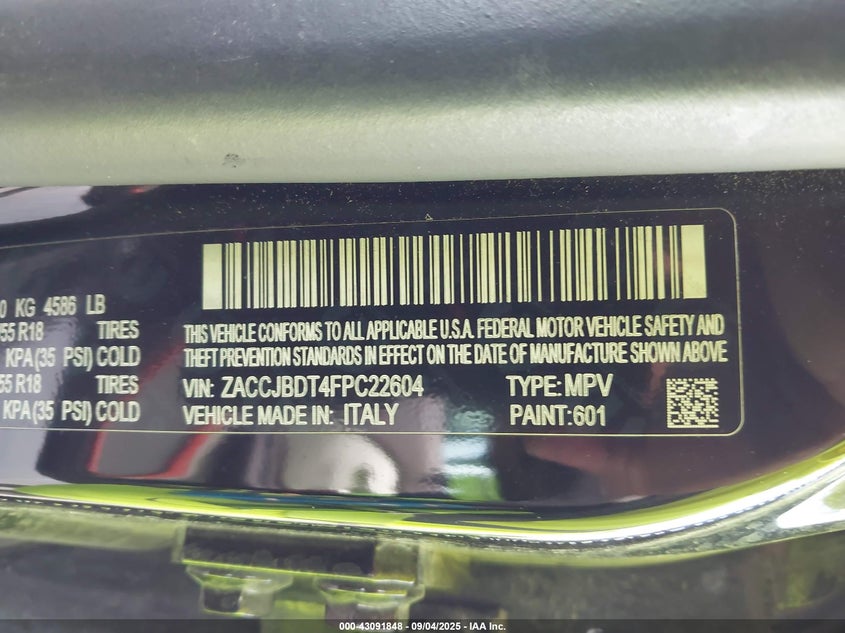 0 KG 4586 LB
55 R18 TIRES
KPA(35 PSI) COLD
55 R18 TIRES
KPA(35 PSI) COLD
THIS VEHICLE CONFORMS TO ALL APPLICABLE U.S.A. FEDERAL MOTOR VEHICLE SAFETY AND
THEFT PREVENTION STANDARDS IN EFFECT ON THE DATE OF MANUFACTURE SHOWN ABOVE
VIN: ZACCJBDT4FPC22604 TYPE: MPV
VEHICLE MADE IN: ITALY PAINT: 601
000-43091848 - 09/04/2025 - IAA Inc.